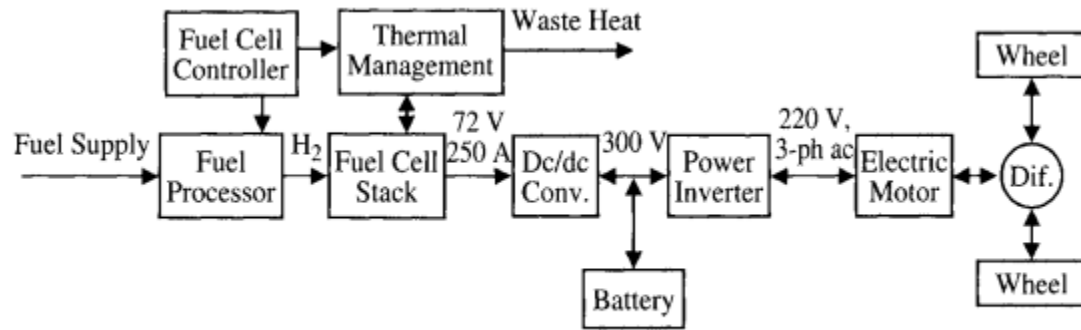 Waste Heat
Fuel Cell
Controller
Thermal
Management
Wheel
Fuel Supply
Fuel
Processor
H2
Fuel Cell
Stack
72 V
250 A
Dc/dc
Conv.
300 V
Power
Inverter
220 V,
3-ph ac
Electric
Motor
Dif.
Battery
Wheel